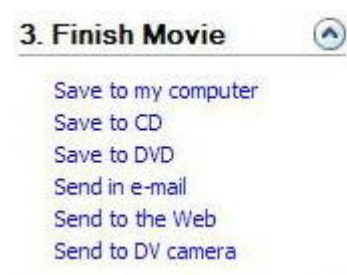 3. Finish Movie
Save to my computer
Save to CD
Save to DVD
Send in e-mail
Send to the Web
Send to DV camera